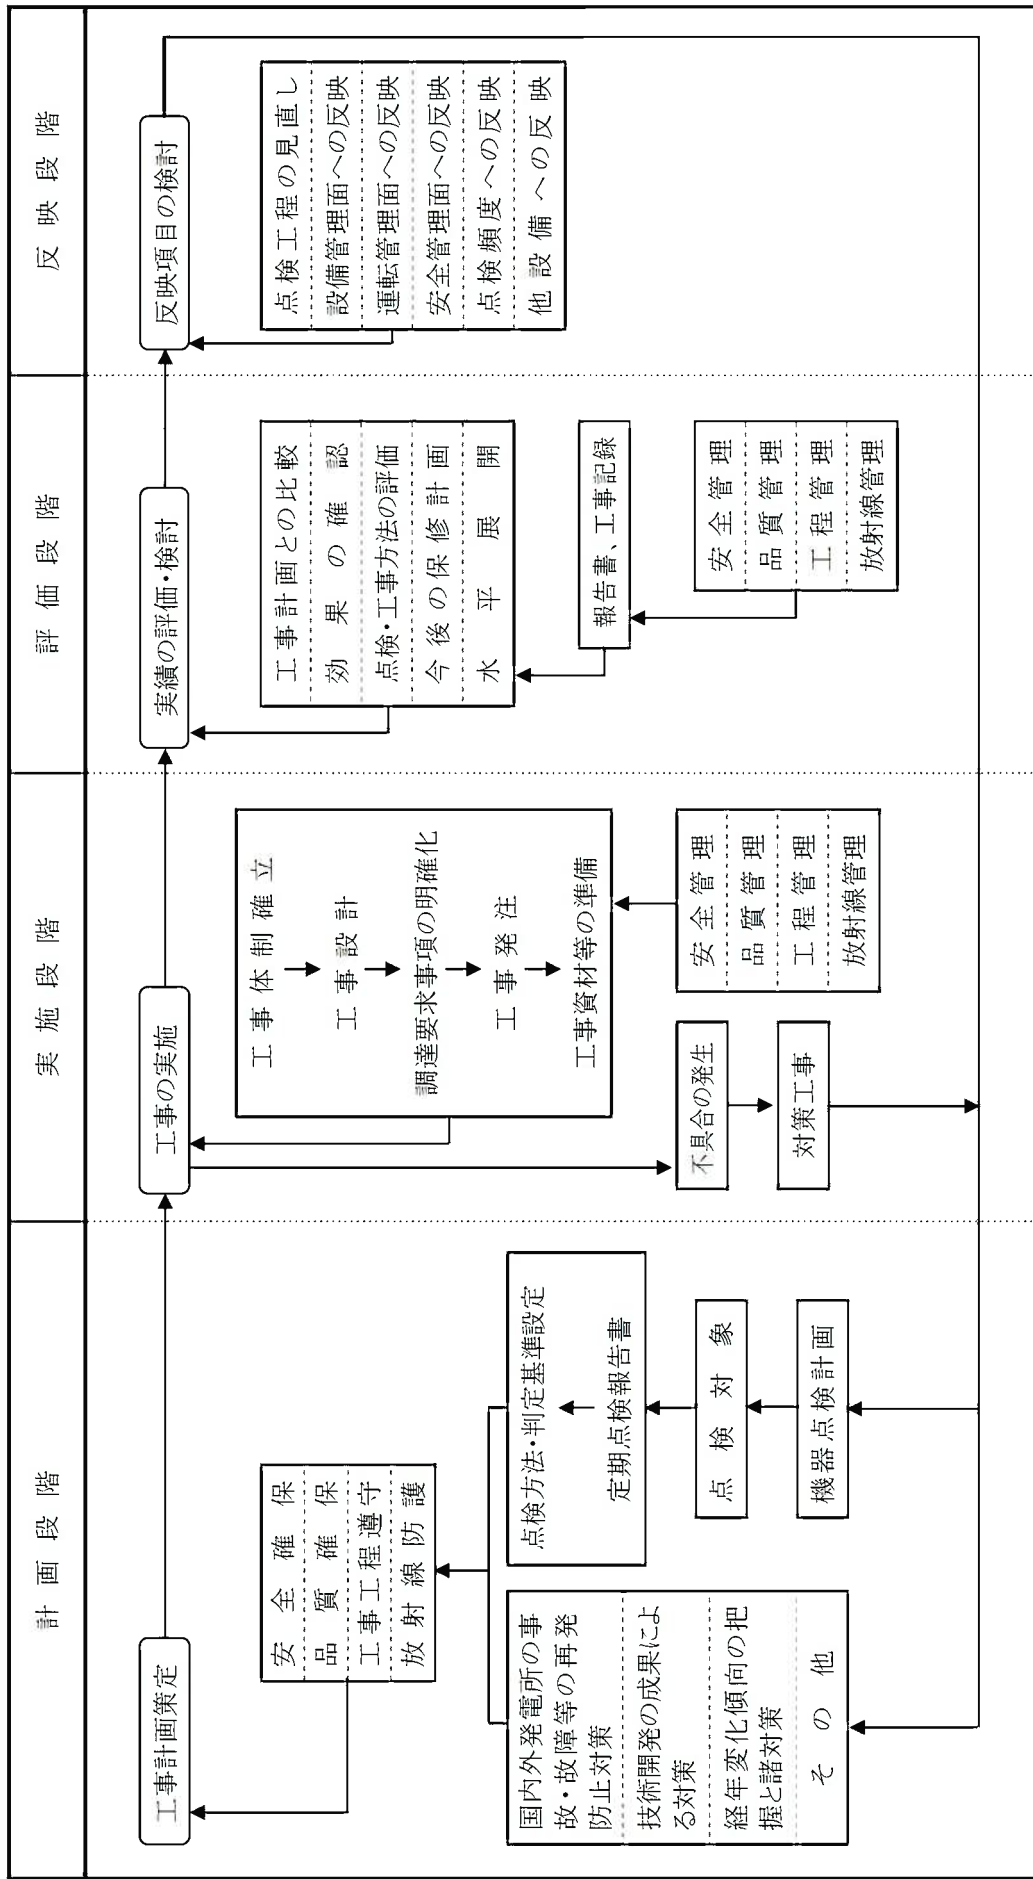 計画段階
実施段階
評価段階
反映段階
工事計画策定
工事の実施
実績の評価・検討
反映項目の検討
安全確保
品質確保
工事工程遵守
放射線防護
国内外発電所の事
故・故障等の再発
防止対策
技術開発の成果によ
る対策
経年変化傾向の把
握と諸対策
その他
点検方法・判定基準設定
定期点検報告書
点検対象
機器点検計画
工事体制確立
工事設計
調達要求事項の明確化
工事発注
工事資材等の準備
不具合の発生
対策工事
安全管理
品質管理
工程管理
放射線管理
工事計画との比較
効果の確認
点検・工事方法の評価
今後の保修計画
水平展開
報告書、工事記録
安全管理
品質管理
工程管理
放射線管理
点検工程の見直し
設備管理面への反映
運転管理面への反映
安全管理面への反映
点検頻度への反映
他設備への反映